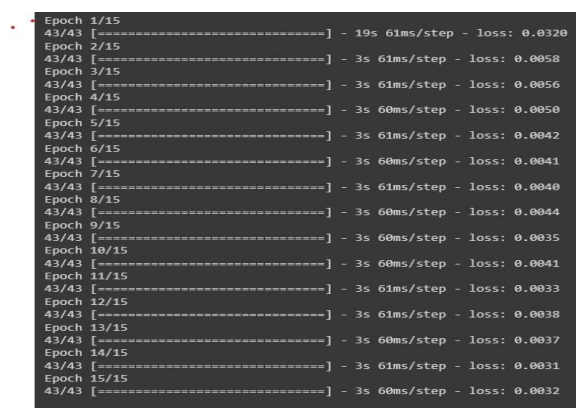 Epoch 1/15
43/43 [==============================] - 19s 61ms/step - loss: 0.0320
Epoch 2/15
43/43 [==============================] - 3s 61ms/step - loss: 0.0058
Epoch 3/15
43/43 [==============================] - 3s 61ms/step - loss: 0.0056
Epoch 4/15
43/43 [==============================] - 3s 60ms/step - loss: 0.0050
Epoch 5/15
43/43 [==============================] - 3s 61ms/step - loss: 0.0042
Epoch 6/15
43/43 [==============================] - 3s 60ms/step - loss: 0.0041
Epoch 7/15
43/43 [==============================] - 3s 61ms/step - loss: 0.0040
Epoch 8/15
43/43 [==============================] - 3s 60ms/step - loss: 0.0044
Epoch 9/15
43/43 [==============================] - 3s 60ms/step - loss: 0.0035
Epoch 10/15
43/43 [==============================] - 3s 60ms/step - loss: 0.0041
Epoch 11/15
43/43 [==============================] - 3s 61ms/step - loss: 0.0033
Epoch 12/15
43/43 [==============================] - 3s 61ms/step - loss: 0.0038
Epoch 13/15
43/43 [==============================] - 3s 60ms/step - loss: 0.0037
Epoch 14/15
43/43 [==============================] - 3s 61ms/step - loss: 0.0031
Epoch 15/15
43/43 [==============================] - 3s 60ms/step - loss: 0.0032